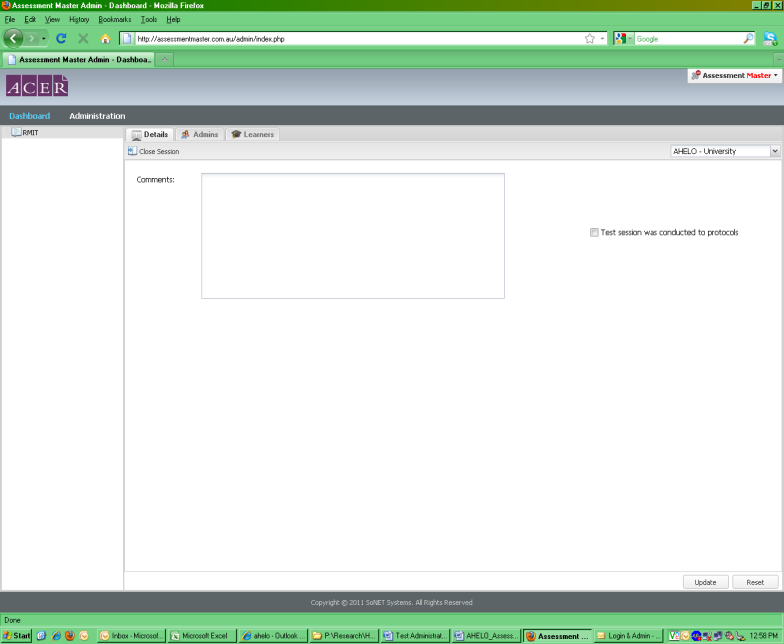 Assessment Master Admin - Dashboard - Mozilla Firefox
File Edit View History Bookmarks Tools Help
http://assessmentmaster.com.au/admin/index.php
Google
Assessment Master Admin - Dashboa...
ACER
Assessment Master
Dashboard Administration
RMIT
Details Admins Learners
Close Session
AHELO - University
Comments:
Test session was conducted to protocols
Update Reset
Copyright © 2011 SoNET Systems. All Rights Reserved
Done
Start Inbox - Microsof... Microsoft Excel ahelo - Outlook ... P:\Research\H... Test Administrat... AHELO_Assess... Assessment ... Login & Admin - ... 12:58 PM